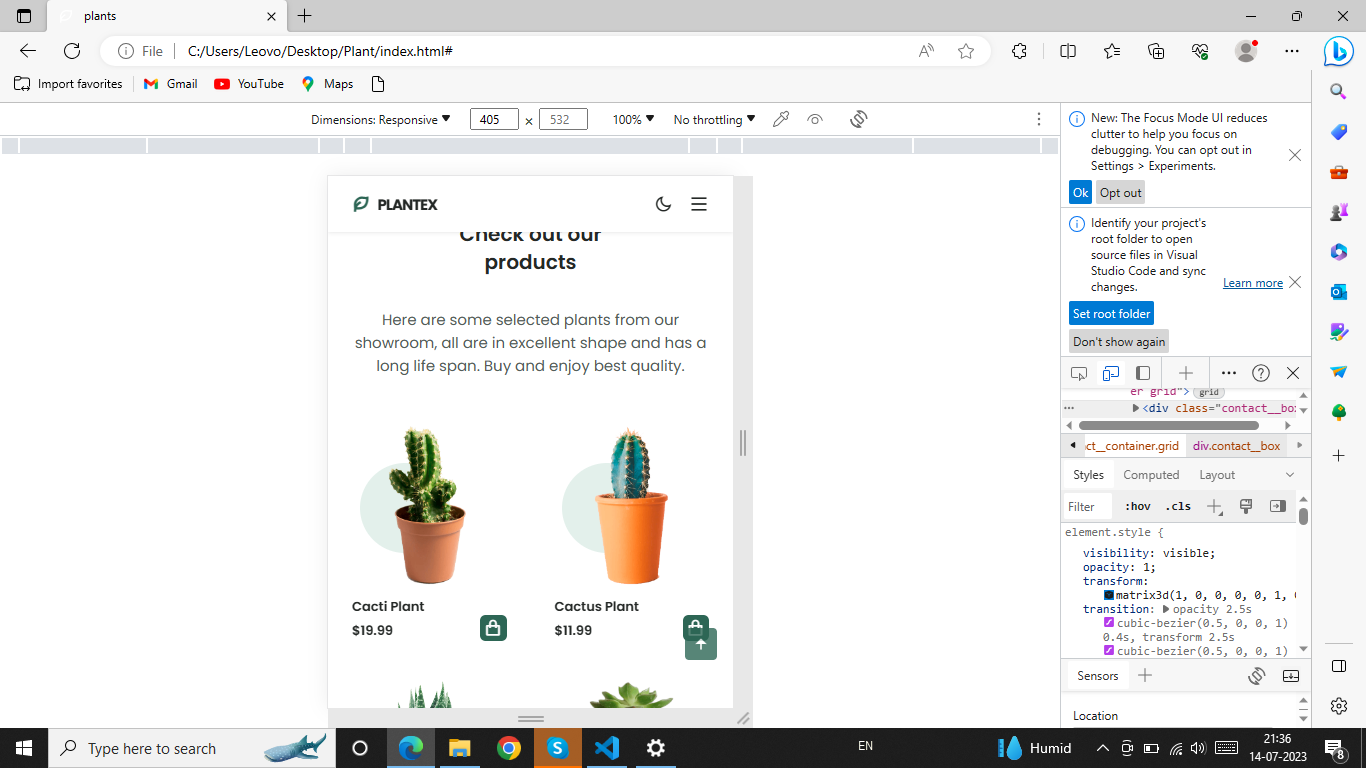 plants
File
C:/Users/Leovo/Desktop/Plant/index.html#
Import favorites
Gmail
YouTube
Maps
Dimensions: Responsive
405
×
532
100%
No throttling
PLANTEX
Check out our
products
Here are some selected plants from our
showroom, all are in excellent shape and has a
long life span. Buy and enjoy best quality.
Cacti Plant
$19.99
Cactus Plant
$11.99
New: The Focus Mode UI reduces
clutter to help you focus on
debugging. You can opt out in
Settings > Experiments.
Ok
Opt out
Identify your project's
root folder to open
source files in Visual
Studio Code and sync
changes.
Learn more
Set root folder
Don't show again
er grid">
grid
<div class="contact__box
ct__container.grid
div.contact__box
Styles
Computed
Layout
Filter
:hov
.cls
element.style {
visibility: visible;
opacity: 1;
transform:
matrix3d(1, 0, 0, 0, 0, 1, 0
transition: opacity 2.5s
cubic-bezier(0.5, 0, 0, 1)
0.4s, transform 2.5s
cubic-bezier(0.5, 0, 0, 1)
Sensors
Location
Type here to search
EN
Humid
21:36
14-07-2023
8